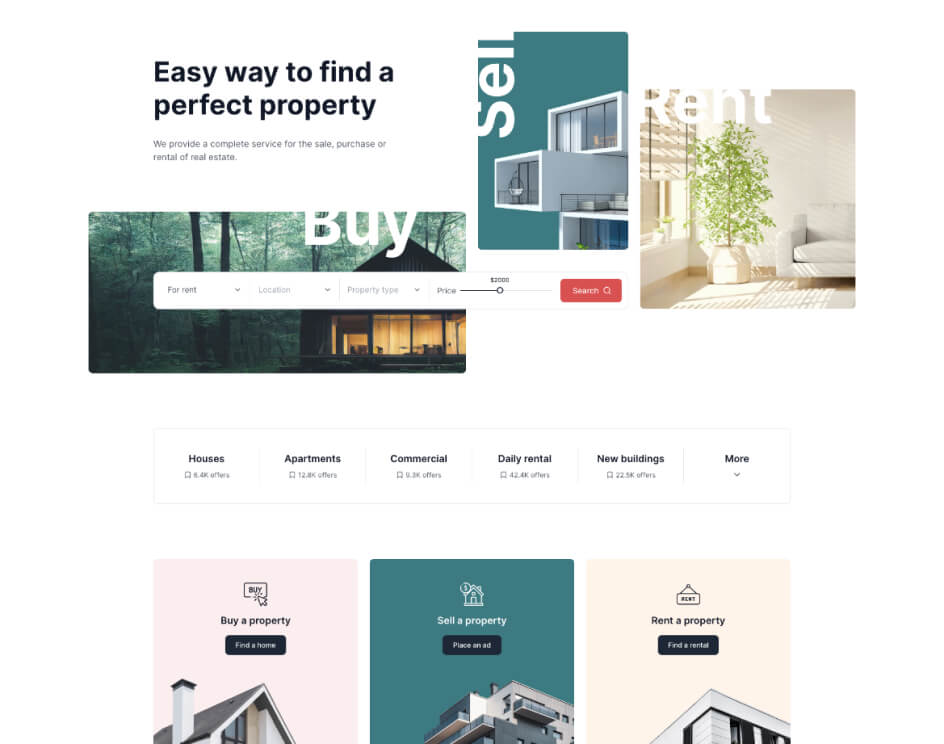 Easy way to find a
perfect property
We provide a complete service for the sale, purchase or
rental of real estate.
Sell
Rent
Buy
For rent
Location
Property type
Price
$2000
Search
Houses
6.4K offers
Apartments
12.8K offers
Commercial
9.3K offers
Daily rental
42.4K offers
New buildings
22.5K offers
More
BUY
Buy a property
Find a home
$
Sell a property
Place an ad
RENT
Rent a property
Find a rental